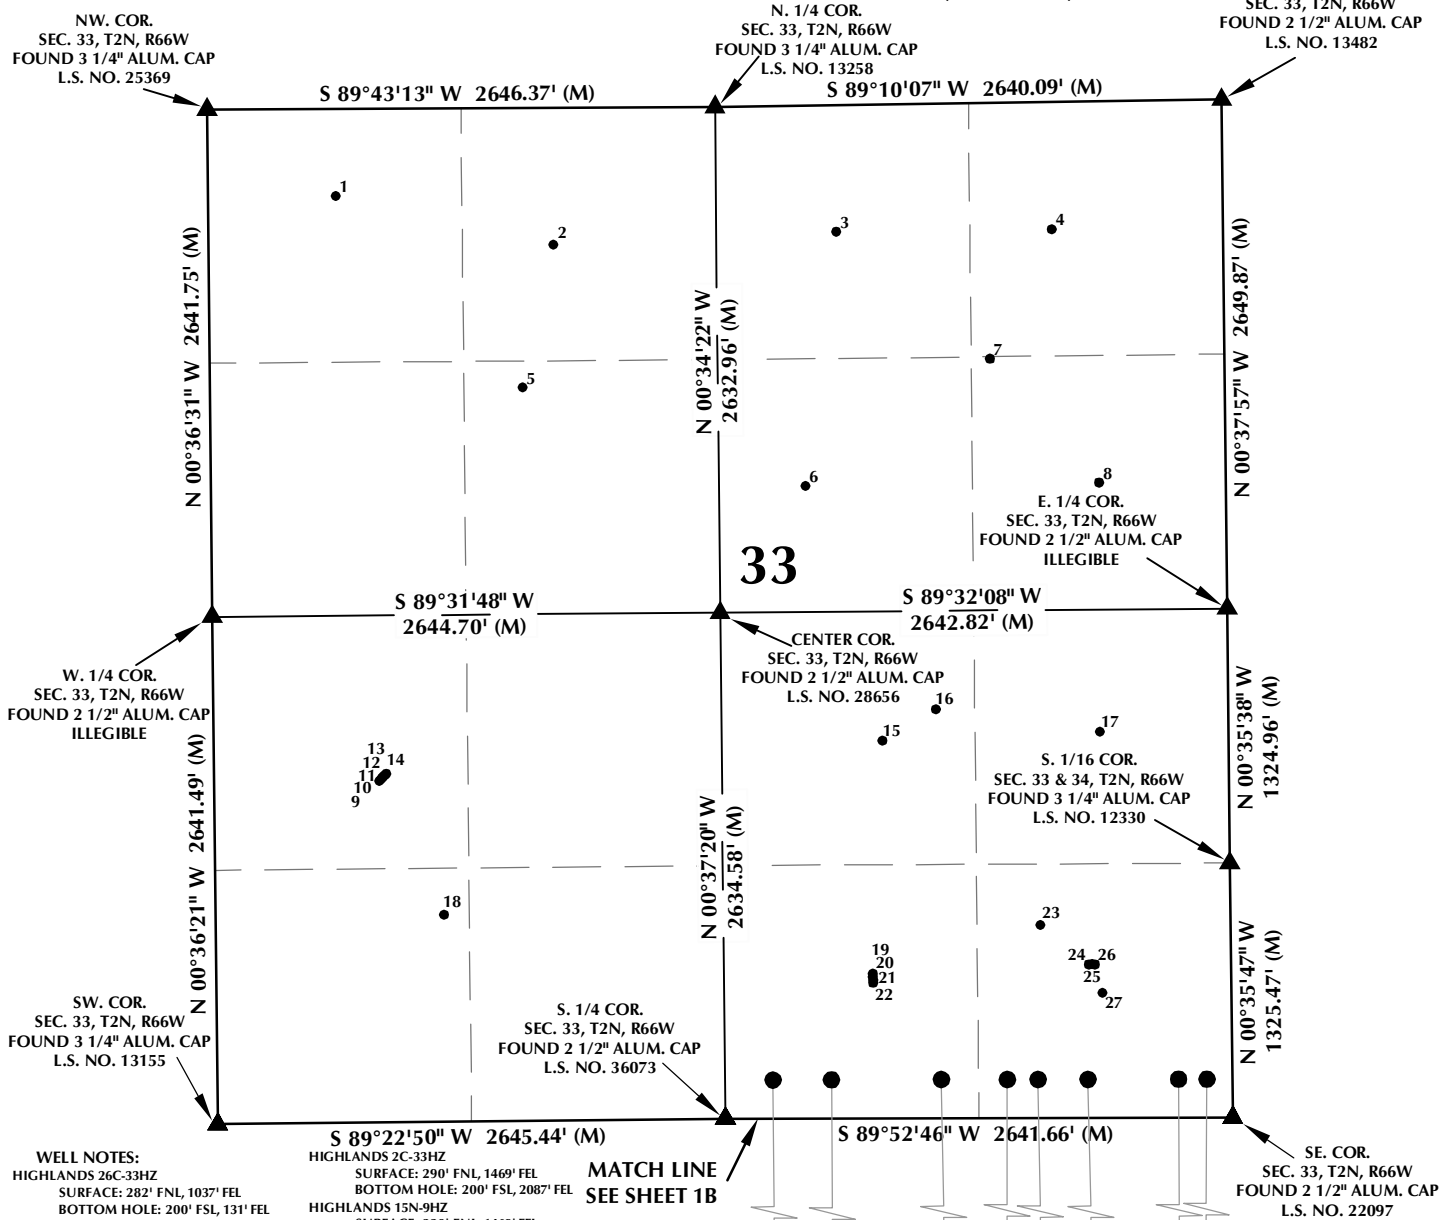 NW. COR.
SEC. 33, T2N, R66W
FOUND 3 1/4" ALUM. CAP
L.S. NO. 25369
N. 1/4 COR.
SEC. 33, T2N, R66W
FOUND 3 1/4" ALUM. CAP
L.S. NO. 13258
SEC. 33, T2N, R66W
FOUND 2 1/2" ALUM. CAP
L.S. NO. 13482
S 89°43'13" W 2646.37' (M)
S 89°10'07" W 2640.09' (M)
1
2
3
4
N 00°36'31" W 2641.75' (M)
N 00°34'22" W
2632.96' (M)
N 00°37'57" W 2649.87' (M)
5
7
6
8
33
E. 1/4 COR.
SEC. 33, T2N, R66W
FOUND 2 1/2" ALUM. CAP
ILLEGIBLE
S 89°31'48" W
2644.70' (M)
S 89°32'08" W
2642.82' (M)
CENTER COR.
SEC. 33, T2N, R66W
FOUND 2 1/2" ALUM. CAP
L.S. NO. 28656
W. 1/4 COR.
SEC. 33, T2N, R66W
FOUND 2 1/2" ALUM. CAP
ILLEGIBLE
16
15
17
13
12 14
11
10
9
N 00°36'21" W 2641.49' (M)
N 00°37'20" W
2634.58' (M)
N 00°35'38" W
1324.96' (M)
S. 1/16 COR.
SEC. 33 & 34, T2N, R66W
FOUND 3 1/4" ALUM. CAP
L.S. NO. 12330
18
23
19
20
21
22
24 26
25
27
N 00°35'47" W
1325.47' (M)
SW. COR.
SEC. 33, T2N, R66W
FOUND 3 1/4" ALUM. CAP
L.S. NO. 13155
S. 1/4 COR.
SEC. 33, T2N, R66W
FOUND 2 1/2" ALUM. CAP
L.S. NO. 36073
S 89°22'50" W 2645.44' (M)
S 89°52'46" W 2641.66' (M)
MATCH LINE
SEE SHEET 1B
SE. COR.
SEC. 33, T2N, R66W
FOUND 2 1/2" ALUM. CAP
L.S. NO. 22097
WELL NOTES:
HIGHLANDS 26C-33HZ
SURFACE: 282' FNL, 1037' FEL
BOTTOM HOLE: 200' FSL, 131' FEL
HIGHLANDS 2C-33HZ
SURFACE: 290' FNL, 1469' FEL
BOTTOM HOLE: 200' FSL, 2087' FEL
HIGHLANDS 15N-9HZ